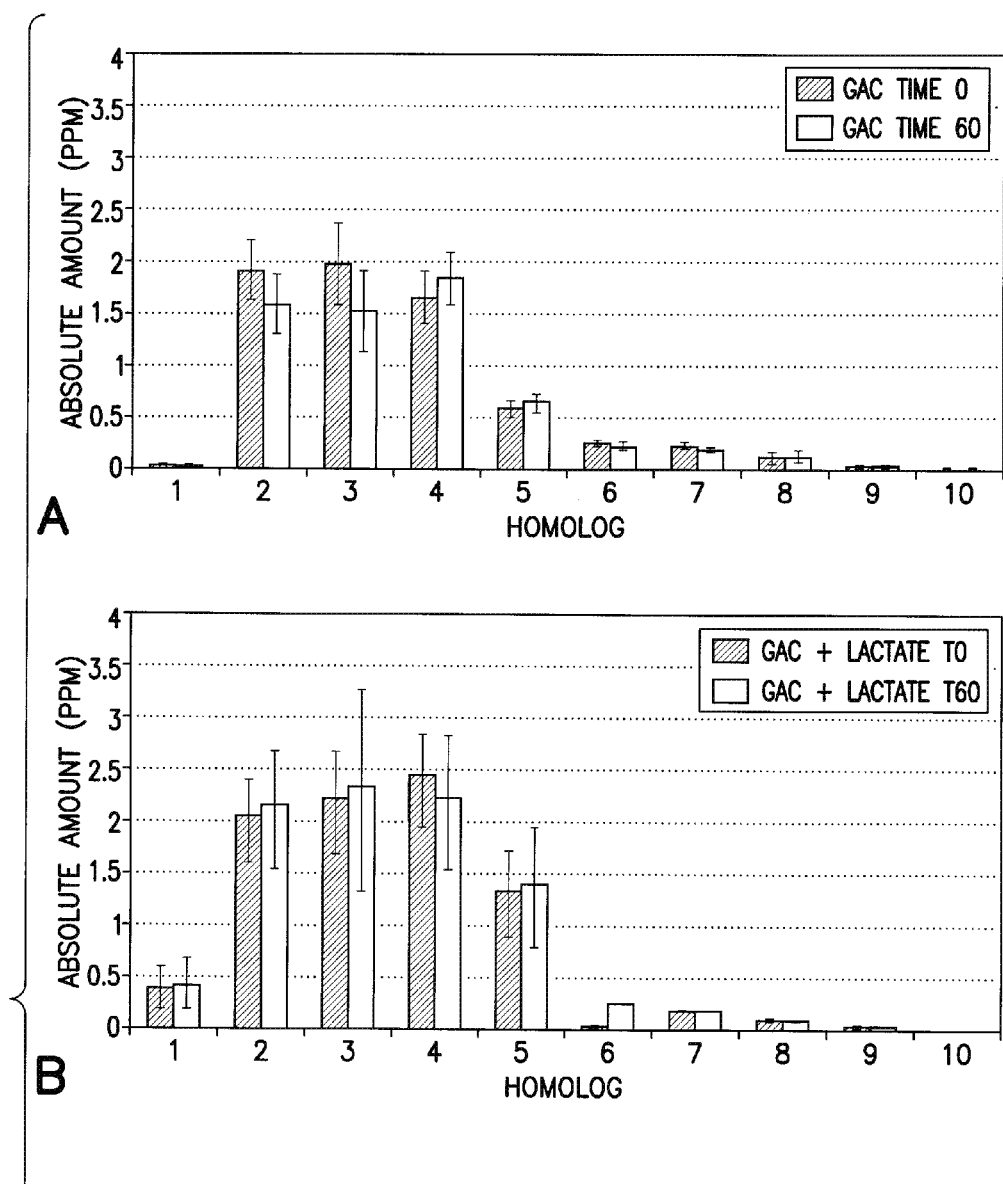 4
3.5
3
2.5
2
1.5
1
0.5
0
ABSOLUTE AMOUNT (PPM)
GAC TIME 0
GAC TIME 60
1 2 3 4 5 6 7 8 9 10
HOMOLOG
A
4
3.5
3
2.5
2
1.5
1
0.5
0
ABSOLUTE AMOUNT (PPM)
GAC + LACTATE T0
GAC + LACTATE T60
1 2 3 4 5 6 7 8 9 10
HOMOLOG
B